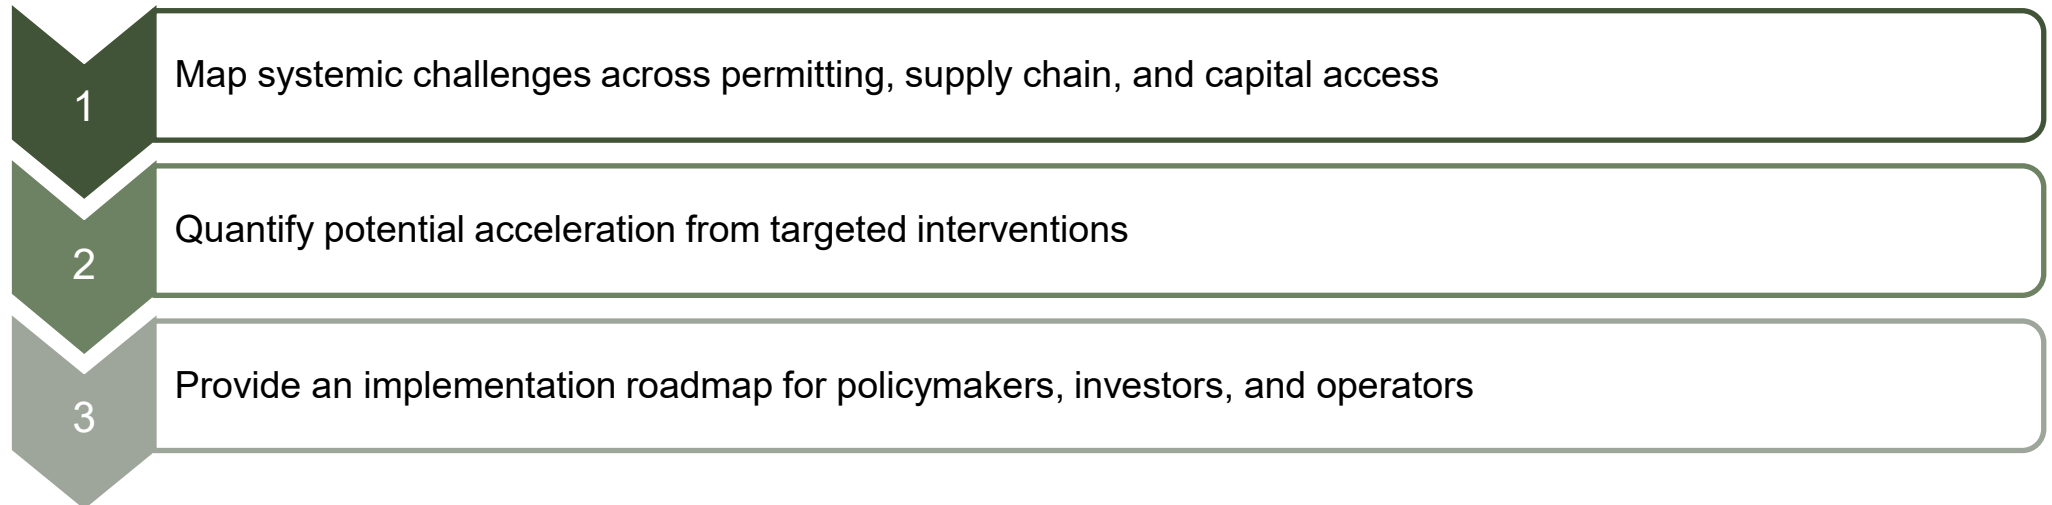 1
Map systemic challenges across permitting, supply chain, and capital access
2
Quantify potential acceleration from targeted interventions
3
Provide an implementation roadmap for policymakers, investors, and operators